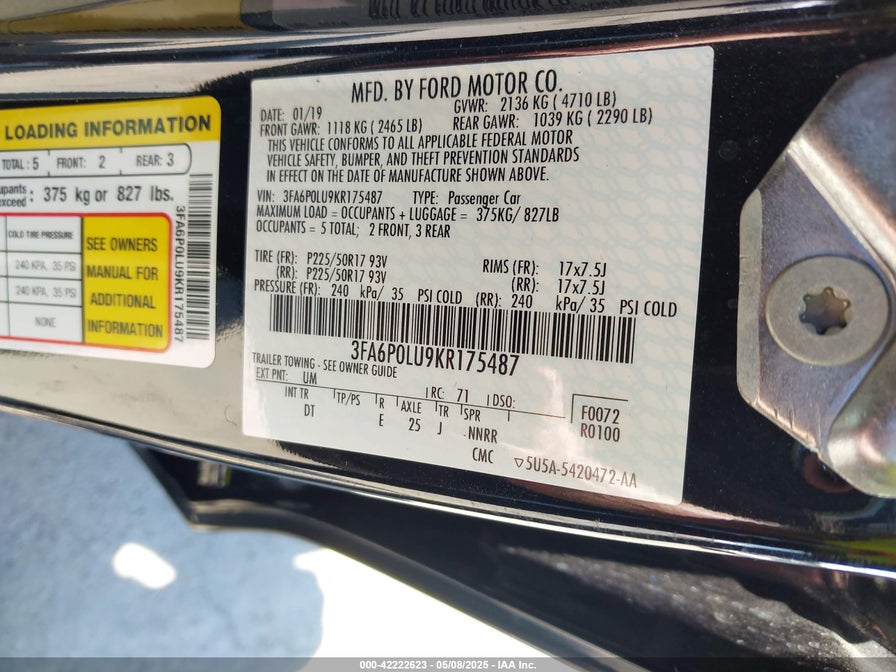 LOADING INFORMATION
TOTAL: 5 FRONT: 2 REAR: 3
: 375 kg or 827 lbs.
COLD TIRE PRESSURE
240 KPA, 35 PSI
240 KPA, 35 PSI
NONE
SEE OWNERS
MANUAL FOR
ADDITIONAL
INFORMATION
3FA6P0LU9KR175487
MFD. BY FORD MOTOR CO.
DATE: 01/19 GVWR: 2136 KG ( 4710 LB)
FRONT GAWR: 1118 KG ( 2465 LB) REAR GAWR: 1039 KG ( 2290 LB)
THIS VEHICLE CONFORMS TO ALL APPLICABLE FEDERAL MOTOR
VEHICLE SAFETY, BUMPER, AND THEFT PREVENTION STANDARDS
IN EFFECT ON THE DATE OF MANUFACTURE SHOWN ABOVE.
VIN: 3FA6P0LU9KR175487 TYPE: Passenger Car
MAXIMUM LOAD = OCCUPANTS + LUGGAGE = 375KG/ 827LB
OCCUPANTS = 5 TOTAL; 2 FRONT, 3 REAR
TIRE (FR): P225/50R17 93V RIMS (FR): 17x7.5J
(RR): P225/50R17 93V (RR): 17x7.5J
PRESSURE (FR): 240 kPa/ 35 PSI COLD (RR): 240 kPa/ 35 PSI COLD
3FA6P0LU9KR175487
TRAILER TOWING - SEE OWNER GUIDE
EXT PNT: UM RC: 71 DSO:
INT TR TP/PS R AXLE TR SPR
DT E 25 J NNRR
F0072
R0100
CMC ▽5U5A-5420472-AA
000-42222623 - 05/08/2025 - IAA Inc.